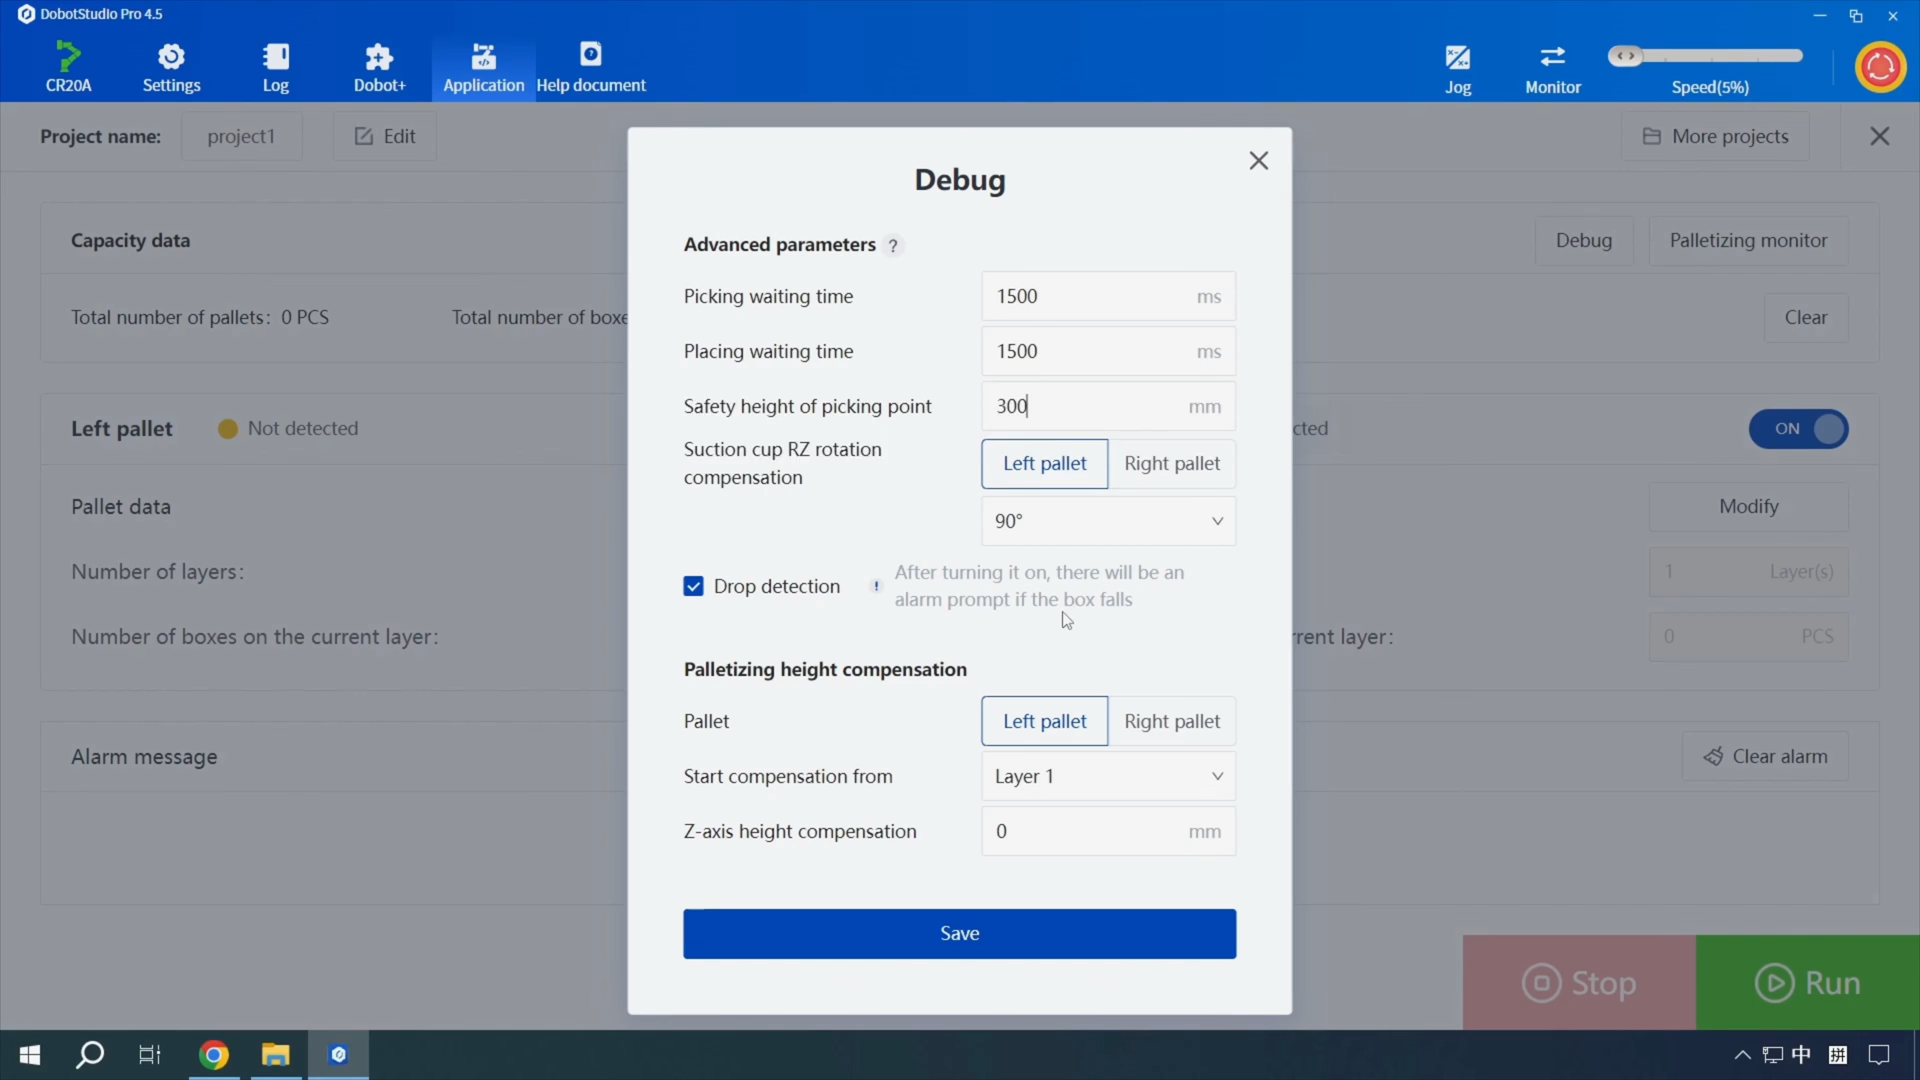 DobotStudio Pro 4.5
CR20A
Settings
Log
Dobot+
Application
Help document
Jog
Monitor
Speed(5%)
Project name:
project1
Edit
More projects
Debug
Capacity data
Debug
Palletizing monitor
Advanced parameters ?
Picking waiting time
1500
ms
Total number of pallets: 0 PCS
Total number of boxe
Clear
Placing waiting time
1500
ms
Safety height of picking point
300
mm
Left pallet
Not detected
cted
ON
Suction cup RZ rotation
compensation
Left pallet
Right pallet
90°
Pallet data
Modify
Number of layers:
1
Layer(s)
Drop detection
!
After turning it on, there will be an
alarm prompt if the box falls
Number of boxes on the current layer:
rrent layer:
0
PCS
Palletizing height compensation
Pallet
Left pallet
Right pallet
Alarm message
Clear alarm
Start compensation from
Layer 1
Z-axis height compensation
0
mm
Save
Stop
Run
中
拼